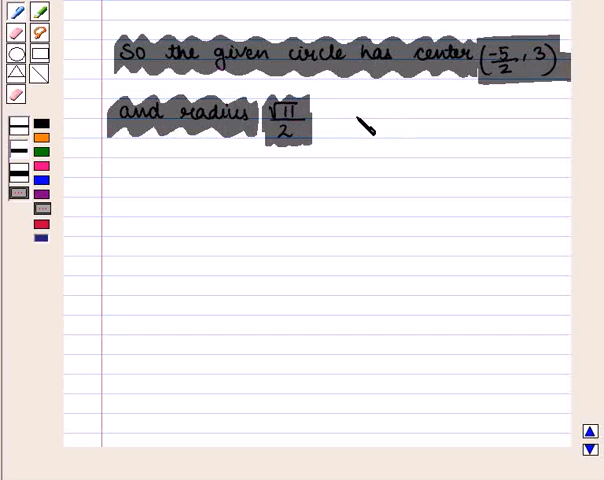 So the given circle has center (-5/2, 3)
and radius √11/2